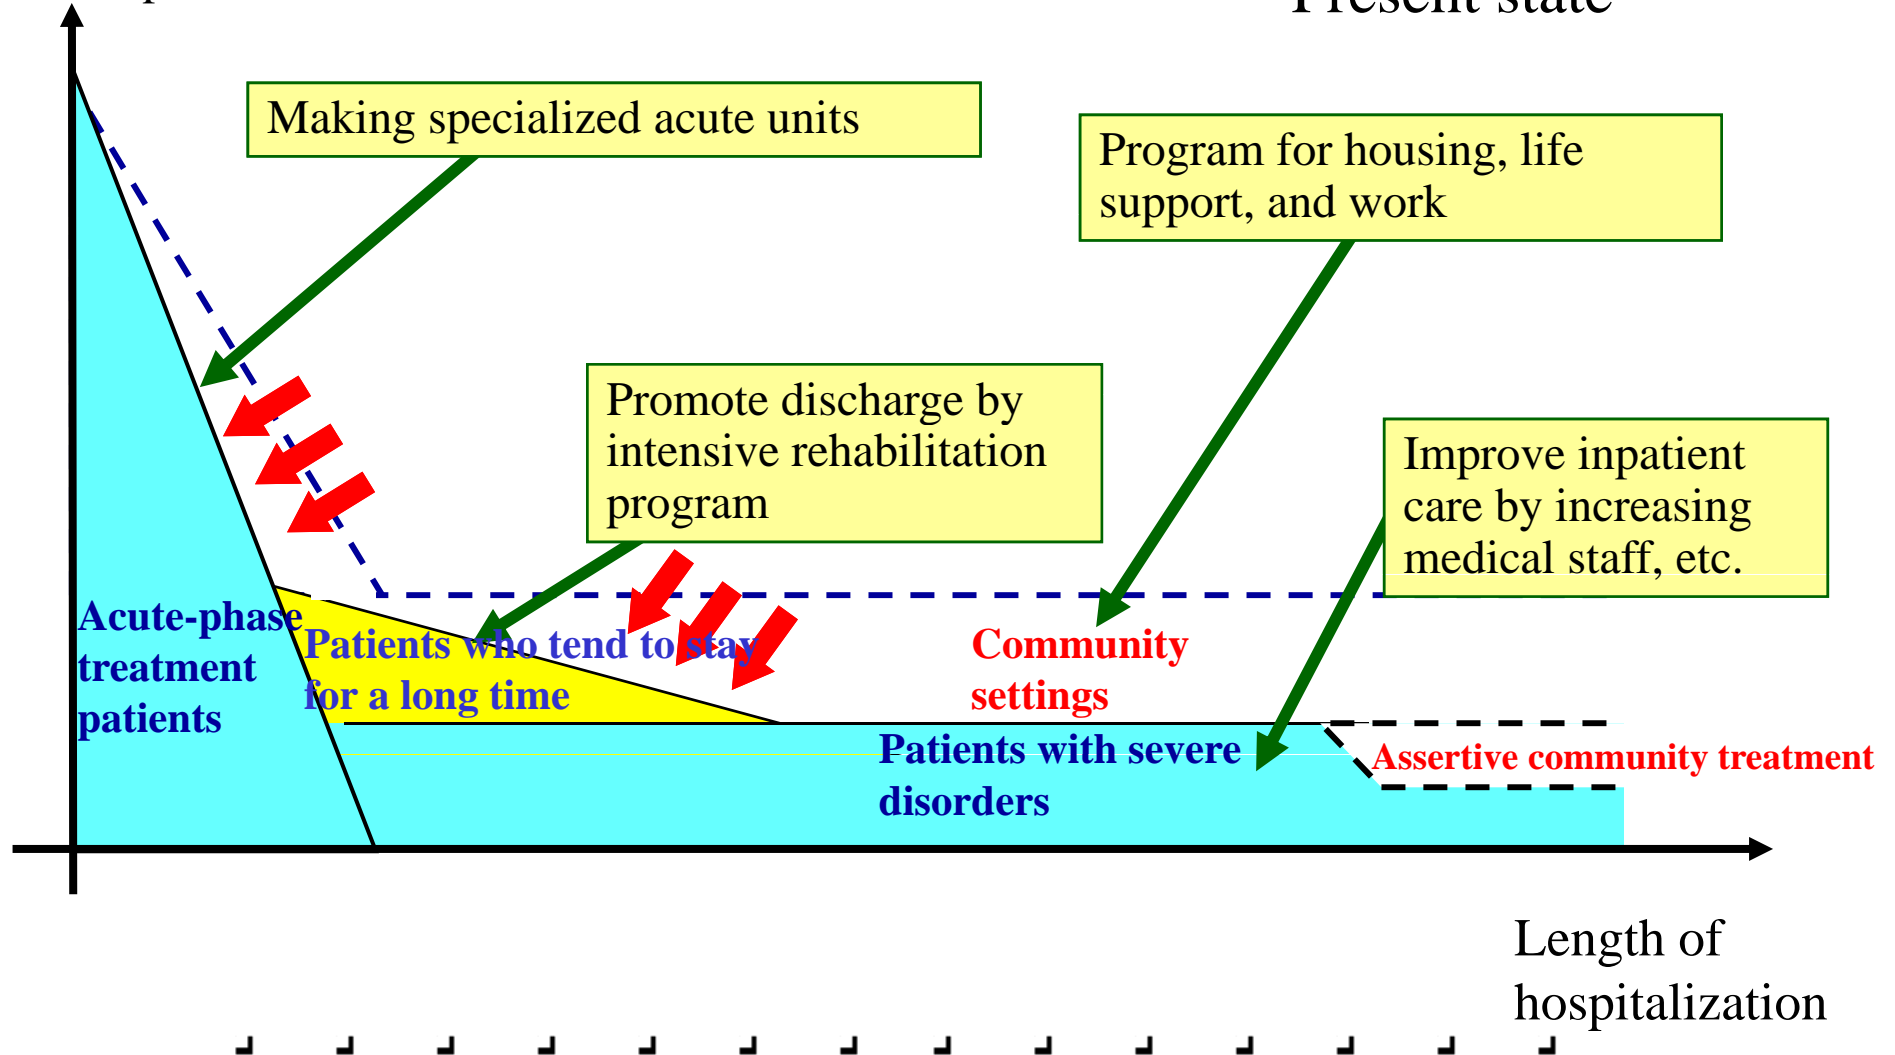 Present state
Making specialized acute units
Program for housing, life
support, and work
Promote discharge by
intensive rehabilitation
program
Improve inpatient
care by increasing
medical staff, etc.
Acute-phase
treatment
patients
Patients who tend to stay
for a long time
Community
settings
Patients with severe
disorders
Assertive community treatment
Length of
hospitalization